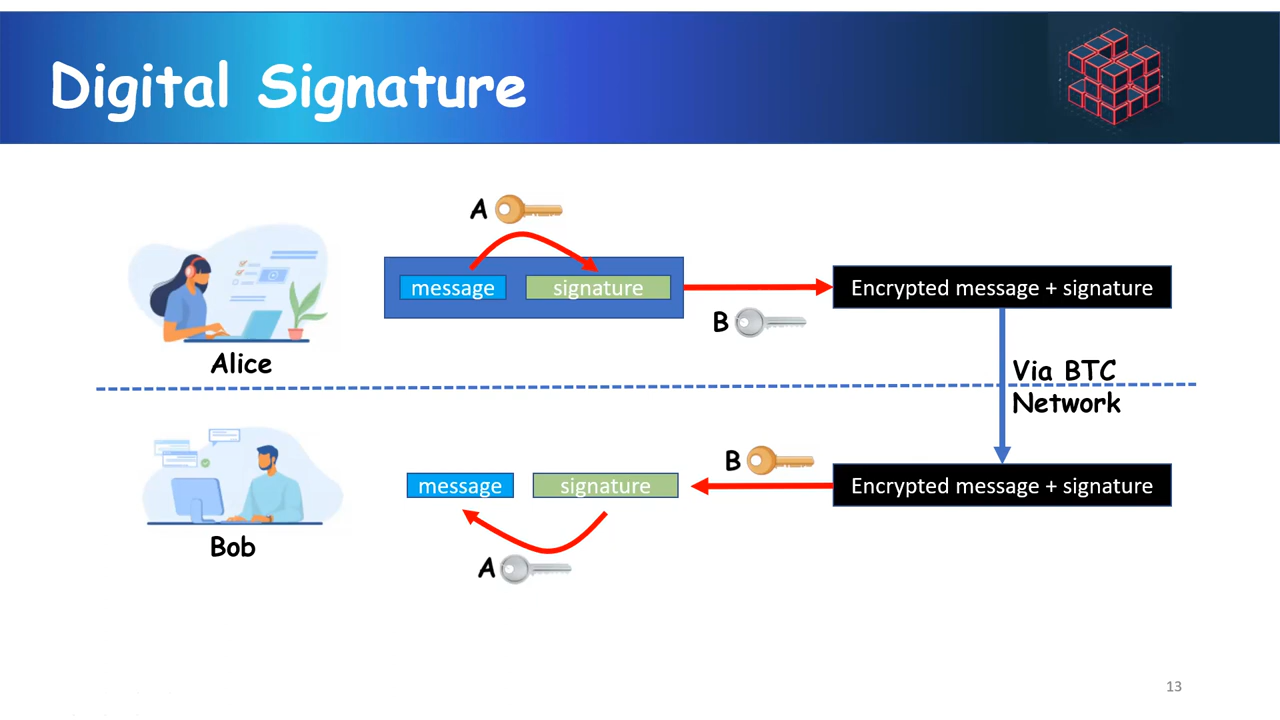 Digital Signature
A
message
signature
Encrypted message + signature
B
Alice
Via BTC
Network
B
message
signature
Encrypted message + signature
Bob
A
13